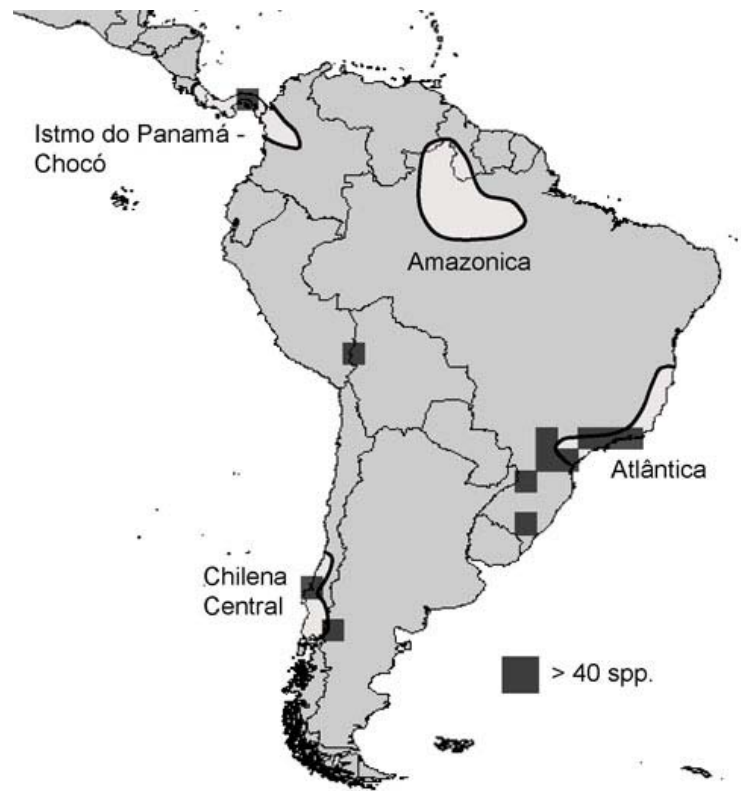 Istmo do Panamá -
Chocó
Amazonica
Atlântica
Chilena
Central
> 40 spp.